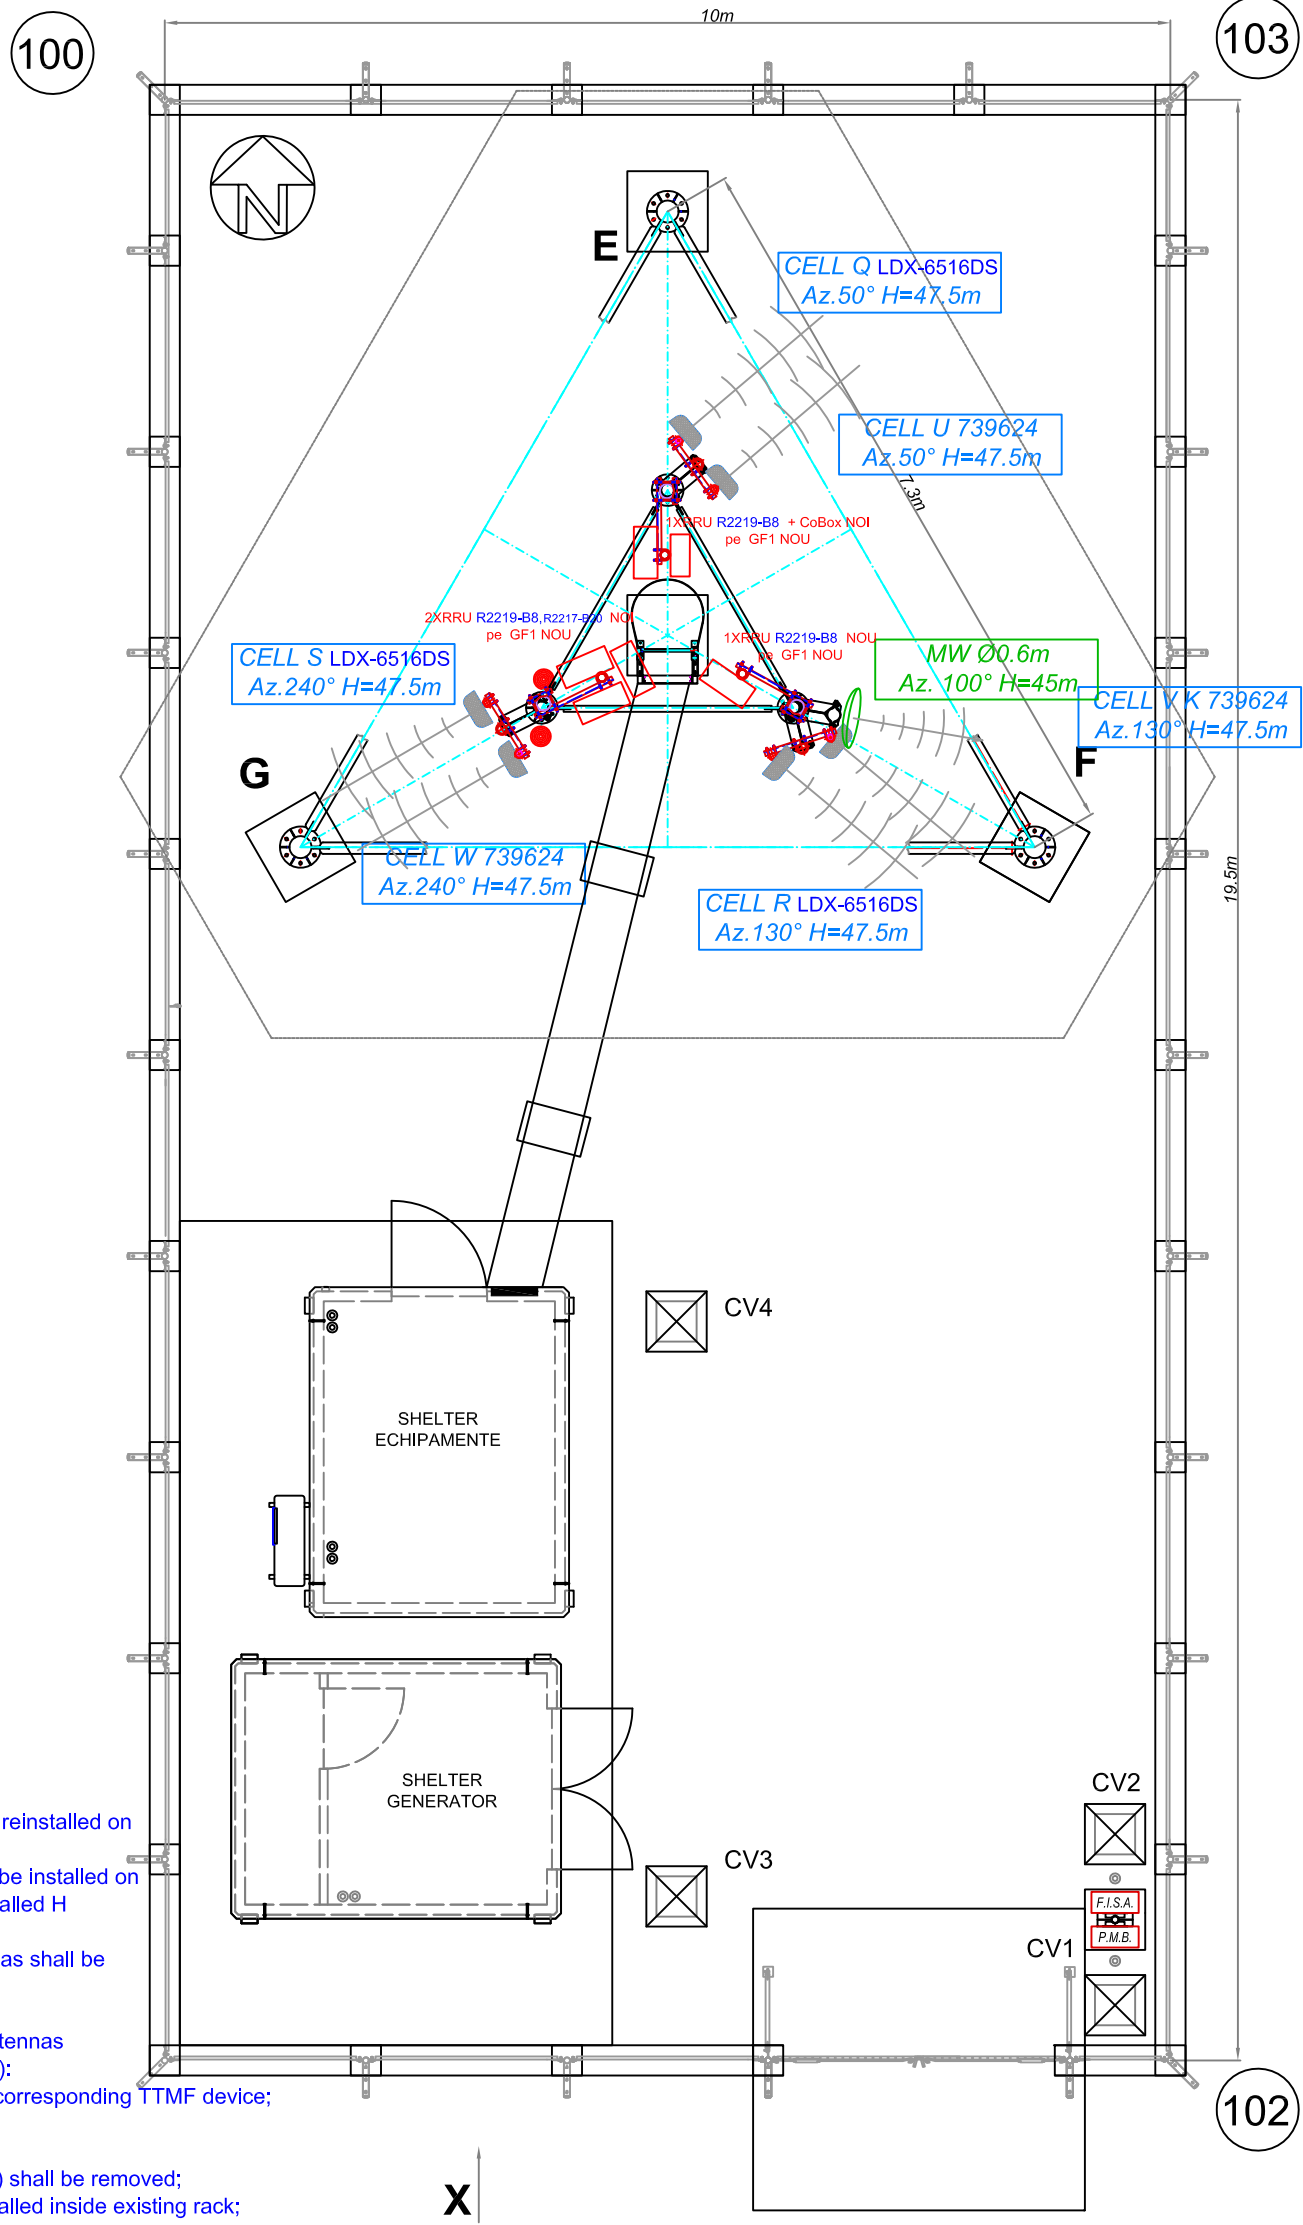 10m
100
103
N
E
CELL Q LDX-6516DS
Az.50° H=47.5m
CELL U 739624
Az.50° H=47.5m
7.3m
1XRRU R2219-B8 + CoBox NOI
pe GF1 NOU
2XRRU R2219-B8,R2217-B20 NOI
pe GF1 NOU
1XRRU R2219-B8 NOU
pe GF1 NOU
CELL S LDX-6516DS
Az.240° H=47.5m
MW Ø0.6m
Az. 100° H=45m
CELL V K 739624
Az.130° H=47.5m
G
F
CELL W 739624
Az.240° H=47.5m
CELL R LDX-6516DS
Az.130° H=47.5m
19.5m
CV4
SHELTER
ECHIPAMENTE
SHELTER
GENERATOR
CV2
CV3
F.I.S.A.
P.M.B.
CV1
reinstalled on
be installed on
alled H
as shall be
tennas
):
corresponding TTMF device;
102
) shall be removed;
alled inside existing rack;
X